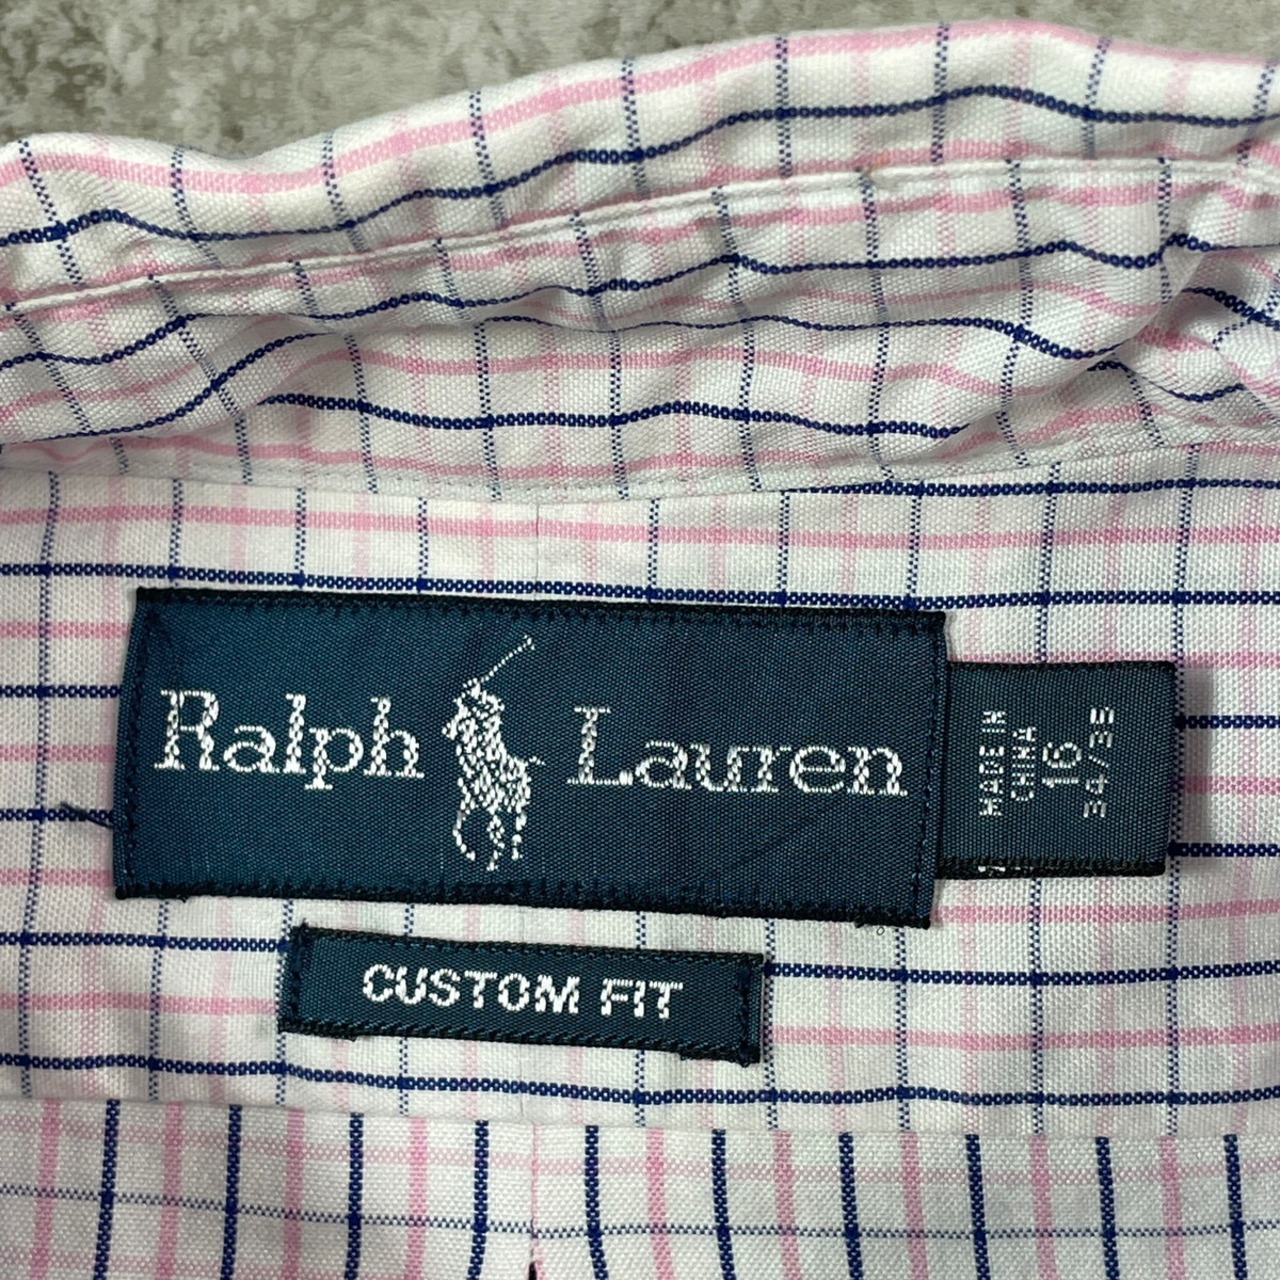 Ralph Lauren
MADE IN
CHINA
16
34/35
CUSTOM FIT